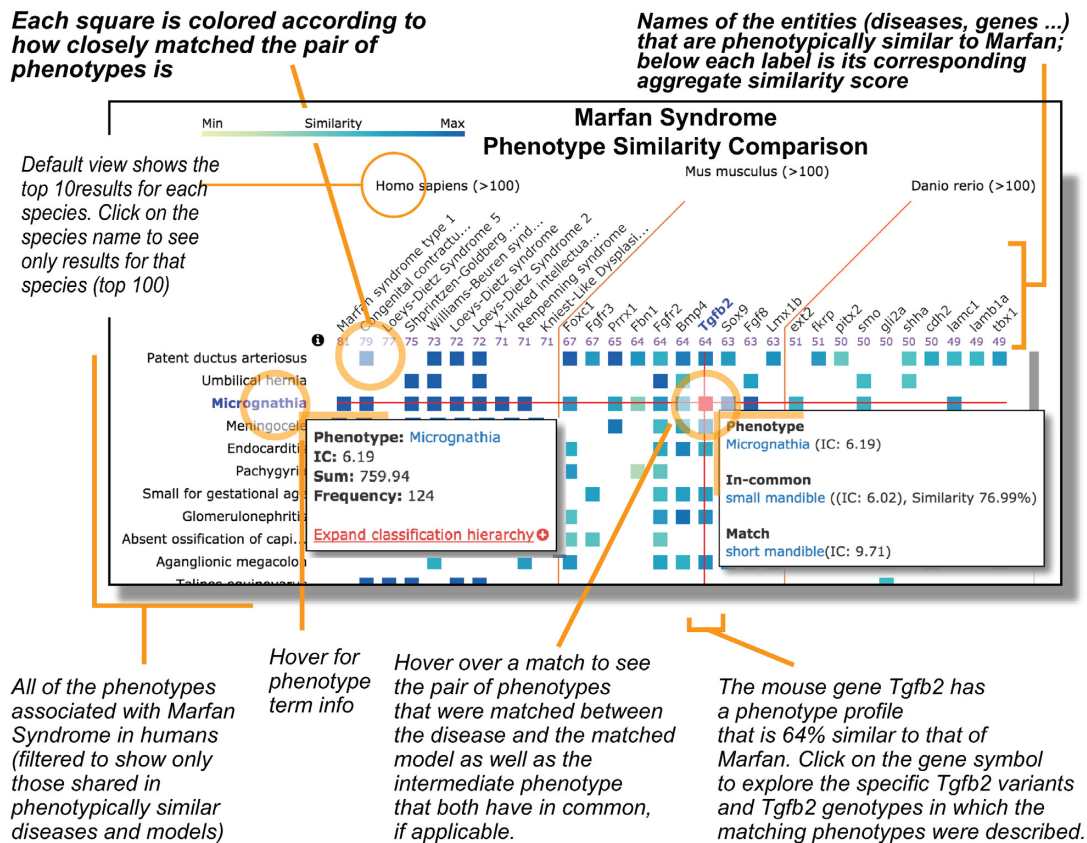 Each square is colored according to
how closely matched the pair of
phenotypes is
Names of the entities (diseases, genes ...)
that are phenotypically similar to Marfan;
below each label is its corresponding
aggregate similarity score
Min Similarity Max
Marfan Syndrome
Phenotype Similarity Comparison
Default view shows the
top 10results for each
species. Click on the
species name to see
only results for that
species (top 100)
Homo sapiens (>100)
Mus musculus (>100)
Danio rerio (>100)
Marfan Syndrome type 1
Congenital contractu...
Loeys-Dietz Syndrome 5
Shprintzen-Goldberg ...
Williams-Beuren synd...
Loeys-Dietz syndrome
Loeys-Dietz Syndrome 2
X-linked intellectua...
Renpenning syndrome
Kniest-Like Dysplasi...
Foxc1
Fgfr3
Prrx1
Fbn1
Fgfr2
Bmp4
Tgfb2
Sox9
Fgf8
Lmx1b
ext2
fkrp
pitx2
smo
gli2a
shha
cdh2
lamc1
lamb1a
tbx1
81 79 77 75 73 72 72 71 71 71 67 67 65 64 64 64 64 63 63 63 51 51 50 50 50 50 50 49 49 49
Patent ductus arteriosus
Umbilical hernia
Micrognathia
Meningocele
Endocarditis
Pachygyria
Small for gestational age
Glomerulonephritis
Absent ossification of capi...
Aganglionic megacolon
Talipes equinovarus
Phenotype: Micrognathia
IC: 6.19
Sum: 759.94
Frequency: 124
Expand classification hierarchy
Phenotype
Micrognathia (IC: 6.19)
In-common
small mandible ((IC: 6.02), Similarity 76.99%)
Match
short mandible(IC: 9.71)
All of the phenotypes
associated with Marfan
Syndrome in humans
(filtered to show only
those shared in
phenotypically similar
diseases and models)
Hover for
phenotype
term info
Hover over a match to see
the pair of phenotypes
that were matched between
the disease and the matched
model as well as the
intermediate phenotype
that both have in common,
if applicable.
The mouse gene Tgfb2 has
a phenotype profile
that is 64% similar to that of
Marfan. Click on the gene symbol
to explore the specific Tgfb2 variants
and Tgfb2 genotypes in which the
matching phenotypes were described.